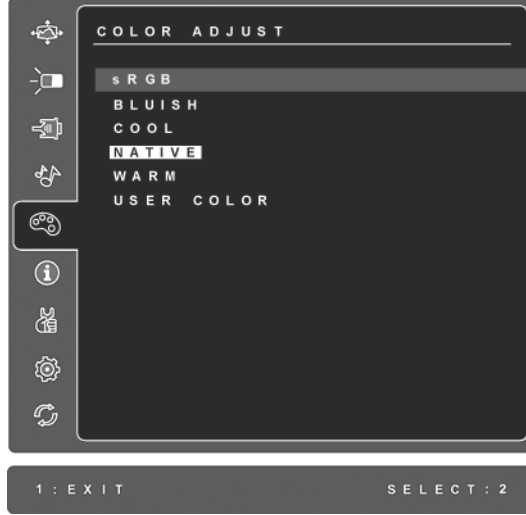 COLOR ADJUST
sRGB
BLUISH
COOL
NATIVE
WARM
USER COLOR
1:EXIT SELECT:2